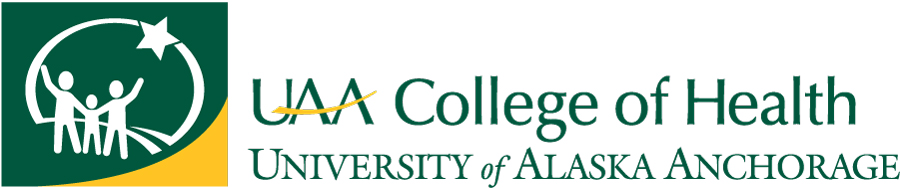 UAA College of Health
UNIVERSITY of ALASKA ANCHORAGE